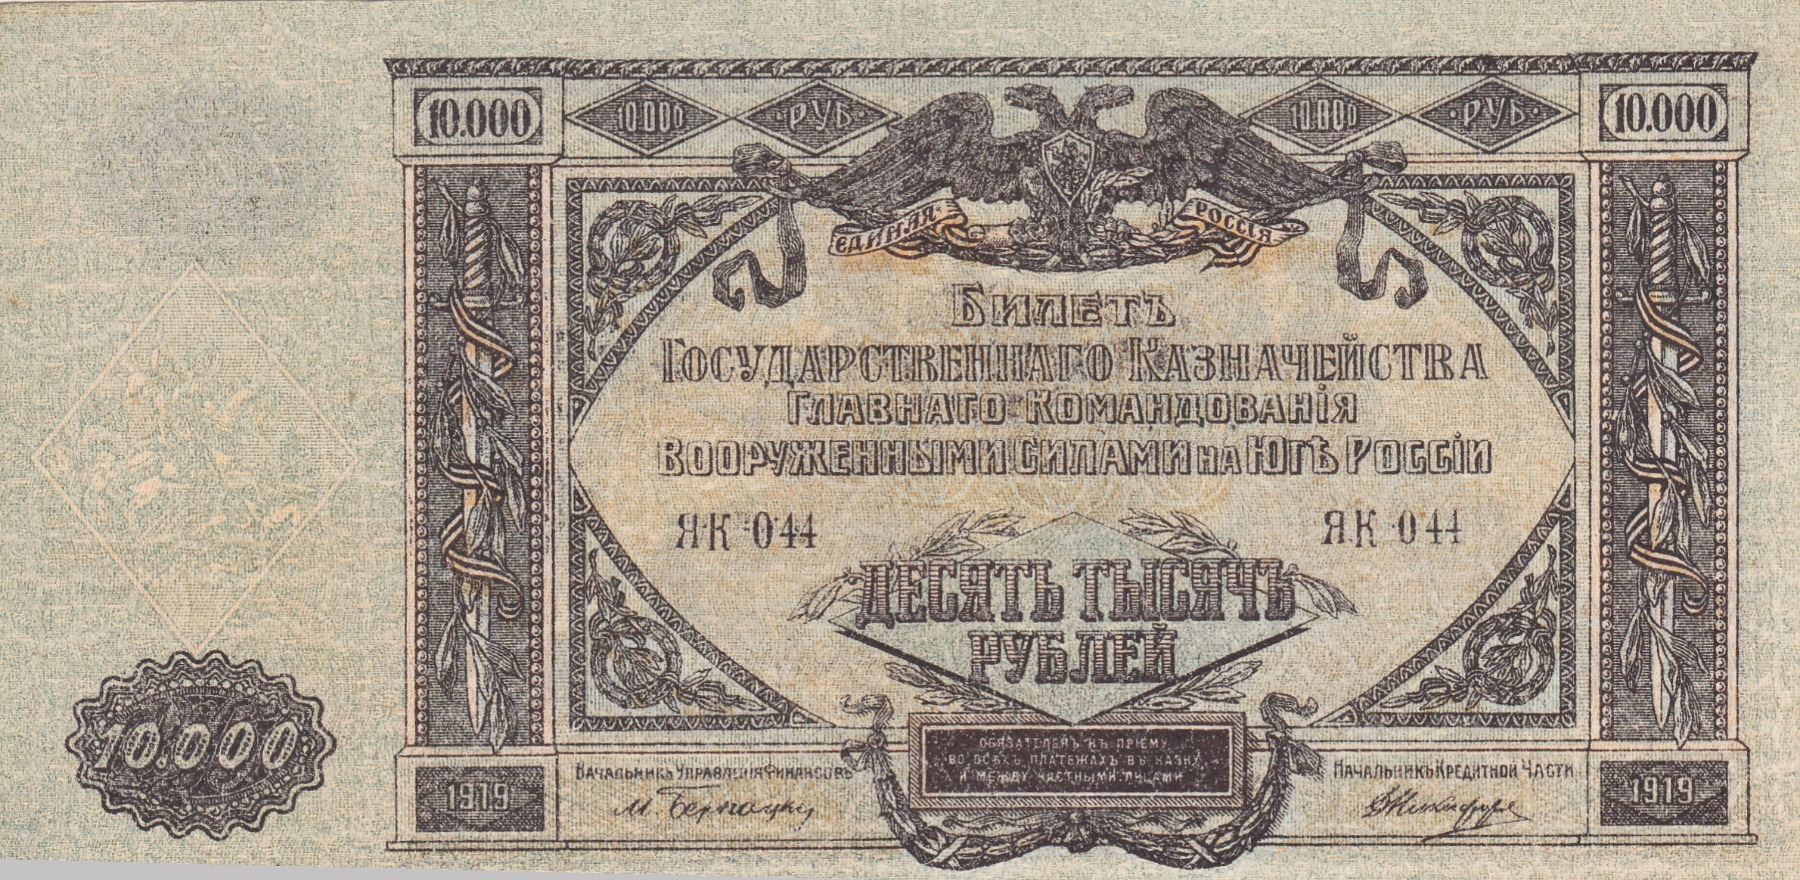 10.000 10.000 РУБ. 10.000 РУБ. 10.000
ЕДИНАЯ РОССІЯ
БИЛЕТЪ
ГОСУДАРСТВЕННАГО КАЗНАЧЕЙСТВА
ГЛАВНАГО КОМАНДОВАНІЯ
ВООРУЖЕННЫМИ СИЛАМИ НА ЮГѢ РОССІИ
ЯК-044 ЯК-044
ДЕСЯТЬ ТЫСЯЧЪ
РУБЛЕЙ
10.000
ОБЯЗАТЕЛЕНЪ КЪ ПРІЕМУ
ВО ВСѢХЪ ПЛАТЕЖАХЪ ВЪ КАЗНУ
И МЕЖДУ ЧАСТНЫМИ ЛИЦАМИ
НАЧАЛЬНИКЪ УПРАВЛЕНІЯ ФИНАНСОВЪ НАЧАЛЬНИКЪ КРЕДИТНОЙ ЧАСТИ
1919 М. Бернацкій 1919